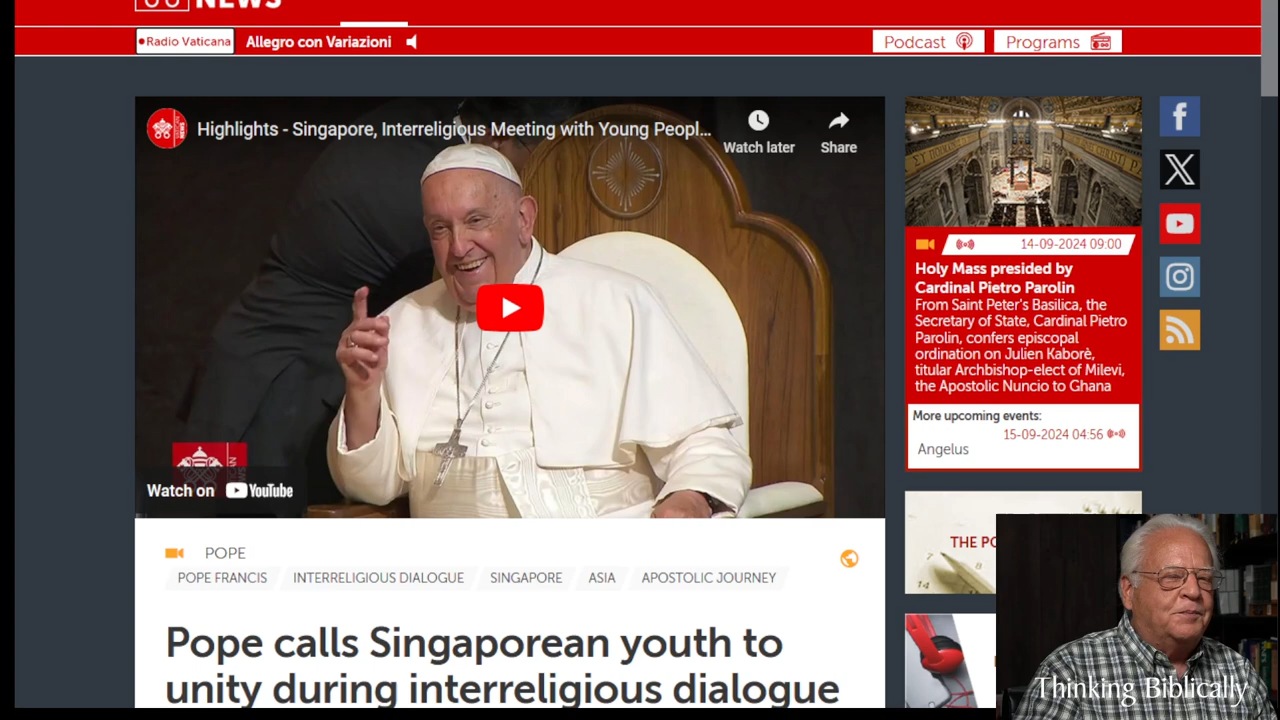 NEWS
Radio Vaticana
Allegro con Variazioni
Podcast
Programs
Highlights - Singapore, Interreligious Meeting with Young Peopl...
Watch later
Share
Watch on YouTube
14-09-2024 09:00
Holy Mass presided by
Cardinal Pietro Parolin
From Saint Peter's Basilica, the
Secretary of State, Cardinal Pietro
Parolin, confers episcopal
ordination on Julien Kaborè,
titular Archbishop-elect of Milevi,
the Apostolic Nuncio to Ghana
More upcoming events:
15-09-2024 04:56
Angelus
THE
14
POPE
POPE FRANCIS
INTERRELIGIOUS DIALOGUE
SINGAPORE
ASIA
APOSTOLIC JOURNEY
Pope calls Singaporean youth to
unity during interreligious dialogue
Thinking Biblically